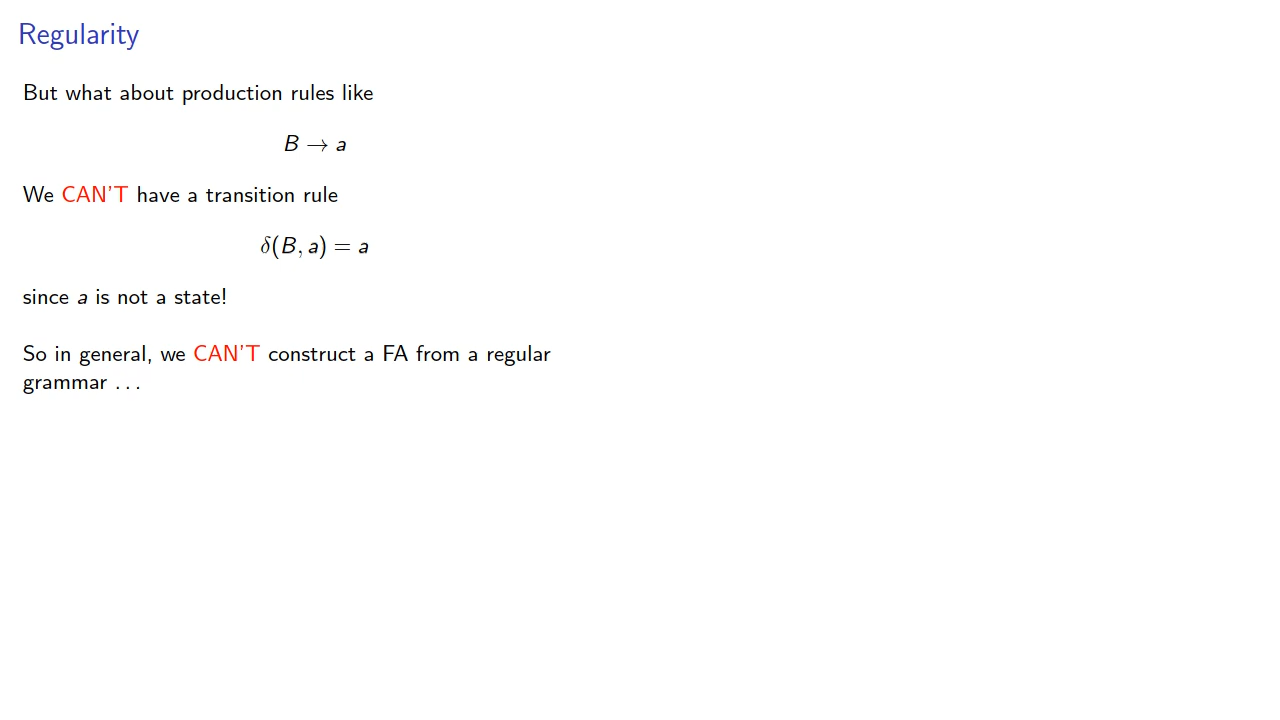 Regularity
But what about production rules like
B → a
We CAN'T have a transition rule
δ(B, a) = a
since a is not a state!
So in general, we CAN'T construct a FA from a regular
grammar . . .